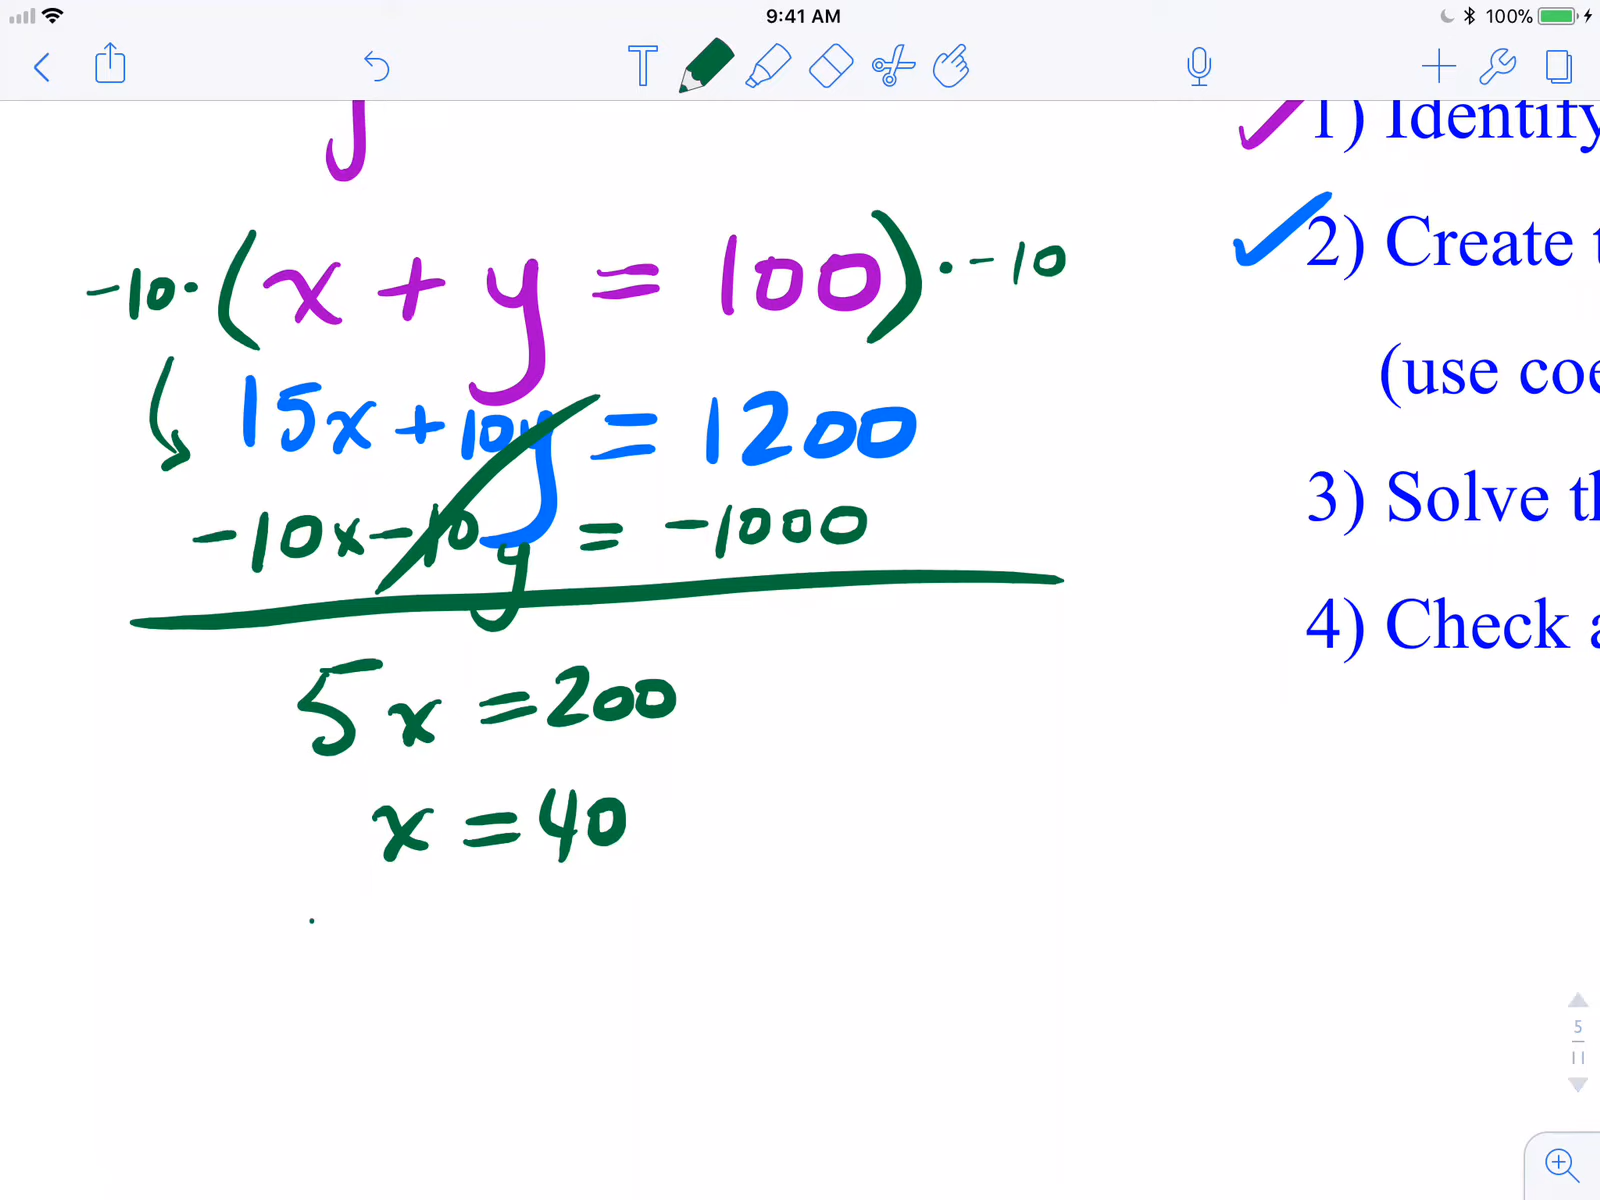 9:41 AM
100%
T
y
-10·(x + y = 100)·-10
15x + 10y = 1200
-10x - 10y = -1000
5x = 200
x = 40
1) Identify
2) Create t
(use coe
3) Solve th
4) Check a
5
11